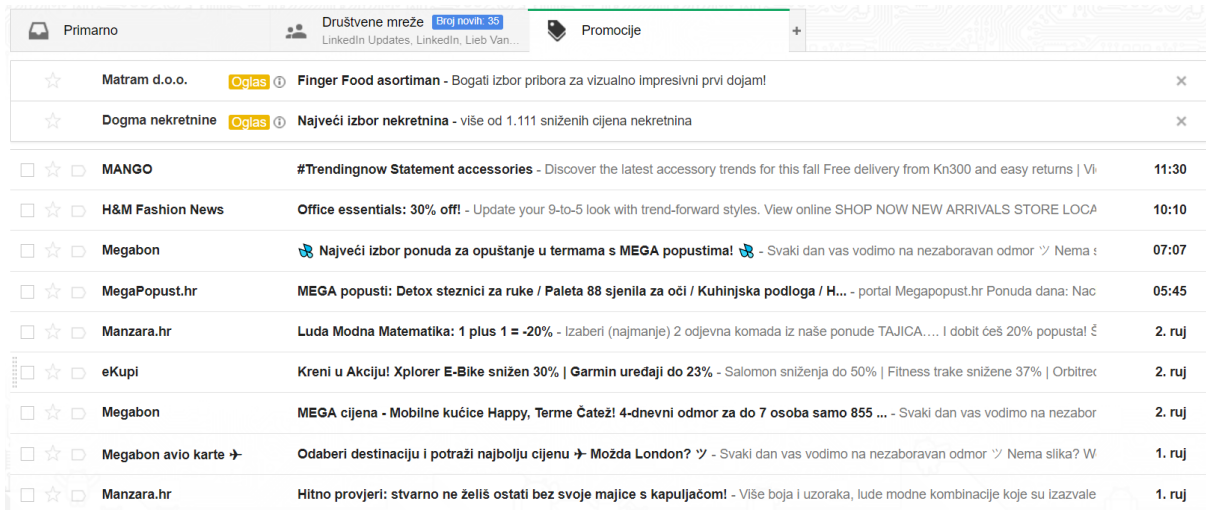 Primarno
Društvene mreže Broj novih: 35
LinkedIn Updates, LinkedIn, Lieb Van...
Promocije
+
Matram d.o.o. Oglas Finger Food asortiman - Bogati izbor pribora za vizualno impresivni prvi dojam!
Dogma nekretnine Oglas Najveći izbor nekretnina - više od 1.111 sniženih cijena nekretnina
MANGO #Trendingnow Statement accessories - Discover the latest accessory trends for this fall Free delivery from Kn300 and easy returns | Vi 11:30
H&M Fashion News Office essentials: 30% off! - Update your 9-to-5 look with trend-forward styles. View online SHOP NOW NEW ARRIVALS STORE LOCA 10:10
Megabon 💦 Najveći izbor ponuda za opuštanje u termama s MEGA popustima! 💦 - Svaki dan vas vodimo na nezaboravan odmor ツ Nema s 07:07
MegaPopust.hr MEGA popusti: Detox steznici za ruke / Paleta 88 sjenila za oči / Kuhinjska podloga / H... - portal Megapopust.hr Ponuda dana: Nac 05:45
Manzara.hr Luda Modna Matematika: 1 plus 1 = -20% - Izaberi (najmanje) 2 odjevna komada iz naše ponude TAJICA…. I dobit ćeš 20% popusta! Š 2. ruj
eKupi Kreni u Akciju! Xplorer E-Bike snižen 30% | Garmin uređaji do 23% - Salomon sniženja do 50% | Fitness trake snižene 37% | Orbitrec 2. ruj
Megabon MEGA cijena - Mobilne kućice Happy, Terme Čatež! 4-dnevni odmor za do 7 osoba samo 855 ... - Svaki dan vas vodimo na nezabor 2. ruj
Megabon avio karte ✈ Odaberi destinaciju i potraži najbolju cijenu ✈ Možda London? ツ - Svaki dan vas vodimo na nezaboravan odmor ツ Nema slika? W 1. ruj
Manzara.hr Hitno provjeri: stvarno ne želiš ostati bez svoje majice s kapuljačom! - Više boja i uzoraka, lude modne kombinacije koje su izazvale 1. ruj